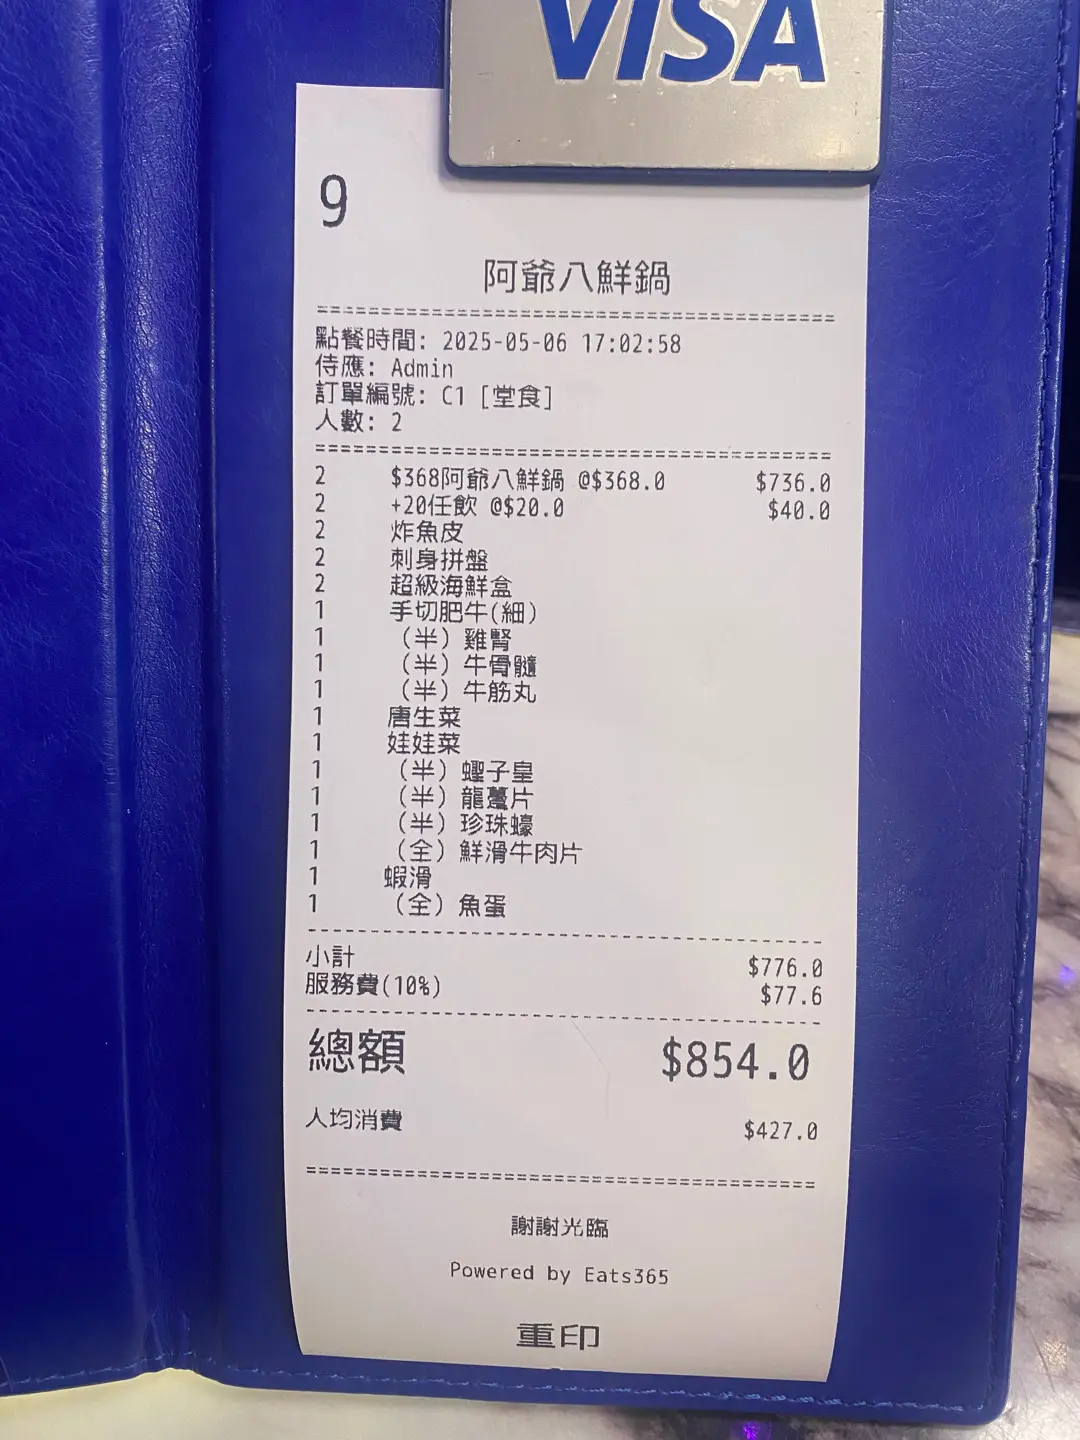 VISA
9
阿爺八鮮鍋
==========================================
點餐時間: 2025-05-06 17:02:58
侍應: Admin
訂單編號: C1 [堂食]
人數: 2
==========================================
2 $368阿爺八鮮鍋 @$368.0 $736.0
2 +20任飲 @$20.0 $40.0
2 炸魚皮
2 刺身拼盤
2 超級海鮮盒
1 手切肥牛(細)
1 （半）雞腎
1 （半）牛骨髓
1 （半）牛筋丸
1 唐生菜
1 娃娃菜
1 （半）蟶子皇
1 （半）龍躉片
1 （半）珍珠蠔
1 （全）鮮滑牛肉片
1 蝦滑
1 （全）魚蛋
------------------------------------------
小計 $776.0
服務費(10%) $77.6
------------------------------------------
總額 $854.0
人均消費 $427.0
==========================================
謝謝光臨
Powered by Eats365
重印